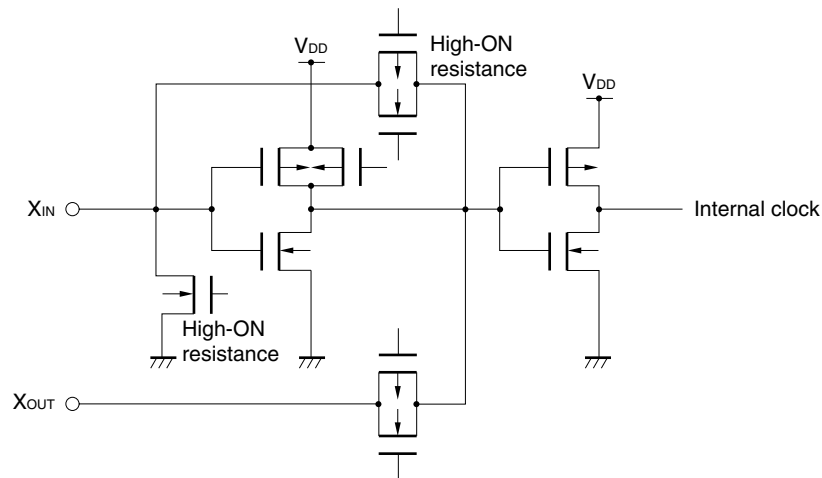 High-ON
resistance
VDD
VDD
XIN
Internal clock
High-ON
resistance
XOUT